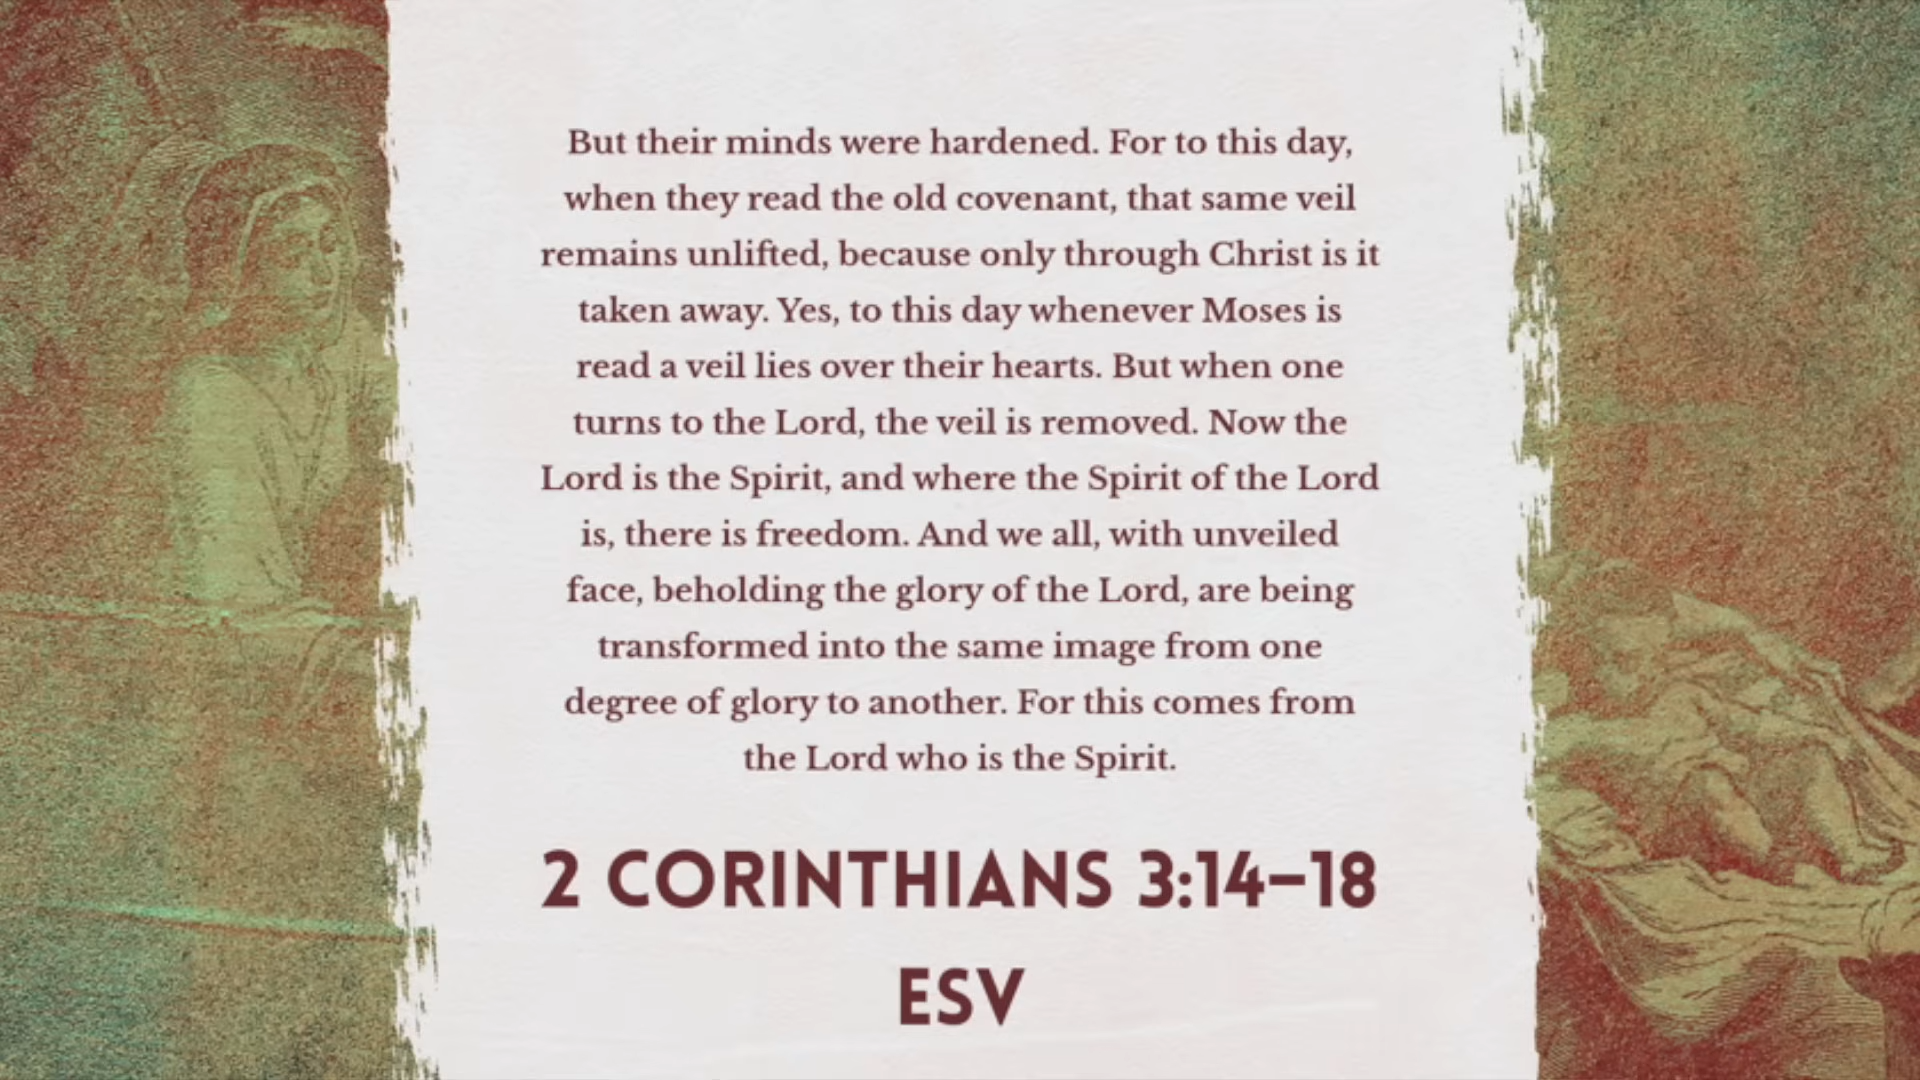 But their minds were hardened. For to this day,
when they read the old covenant, that same veil
remains unlifted, because only through Christ is it
taken away. Yes, to this day whenever Moses is
read a veil lies over their hearts. But when one
turns to the Lord, the veil is removed. Now the
Lord is the Spirit, and where the Spirit of the Lord
is, there is freedom. And we all, with unveiled
face, beholding the glory of the Lord, are being
transformed into the same image from one
degree of glory to another. For this comes from
the Lord who is the Spirit.
2 CORINTHIANS 3:14–18
ESV